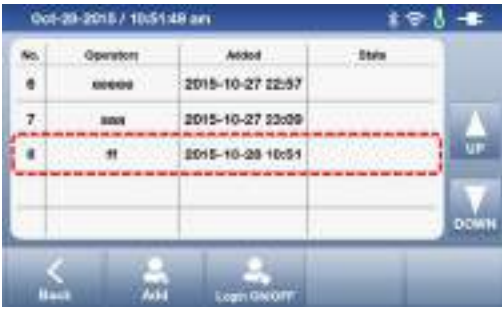 Oct-28-2015 / 10:51:49 am
No. Operators Added State
6 2015-10-27 22:57
7 2015-10-27 23:09
8 ff 2015-10-28 10:51
UP
DOWN
Back Add Login ON/OFF